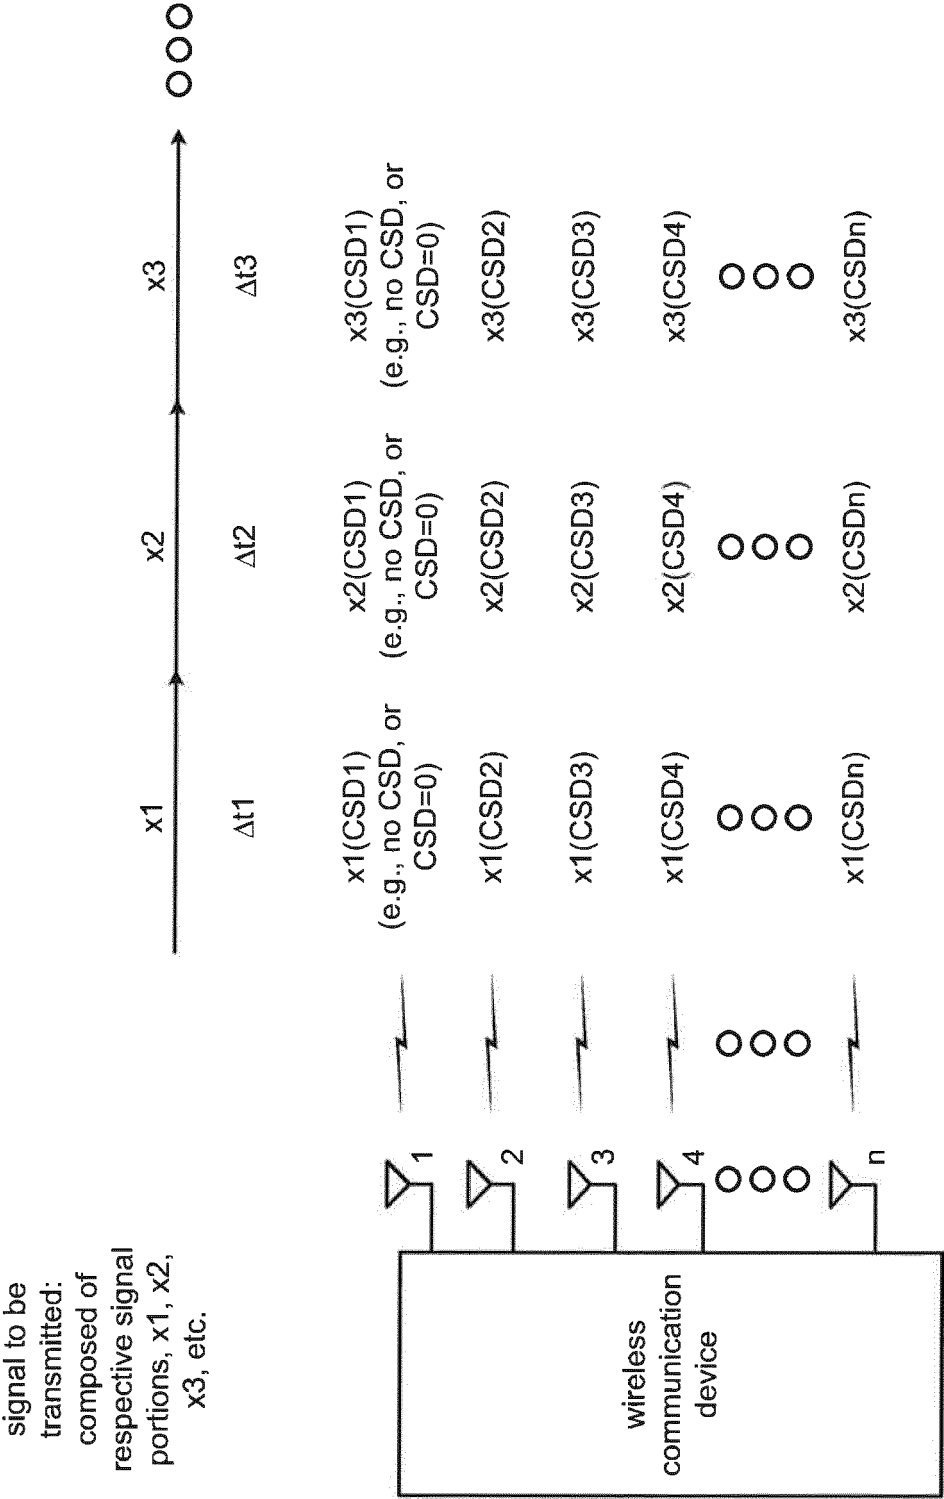 signal to be
transmitted:
composed of
respective signal
portions, x1, x2,
x3, etc.
x1
x2
x3
Δt1
Δt2
Δt3
wireless
communication
device
1
x1(CSD1)
(e.g., no CSD, or
CSD=0)
x2(CSD1)
(e.g., no CSD, or
CSD=0)
x3(CSD1)
(e.g., no CSD, or
CSD=0)
2
x1(CSD2)
x2(CSD2)
x3(CSD2)
3
x1(CSD3)
x2(CSD3)
x3(CSD3)
4
x1(CSD4)
x2(CSD4)
x3(CSD4)
n
x1(CSDn)
x2(CSDn)
x3(CSDn)